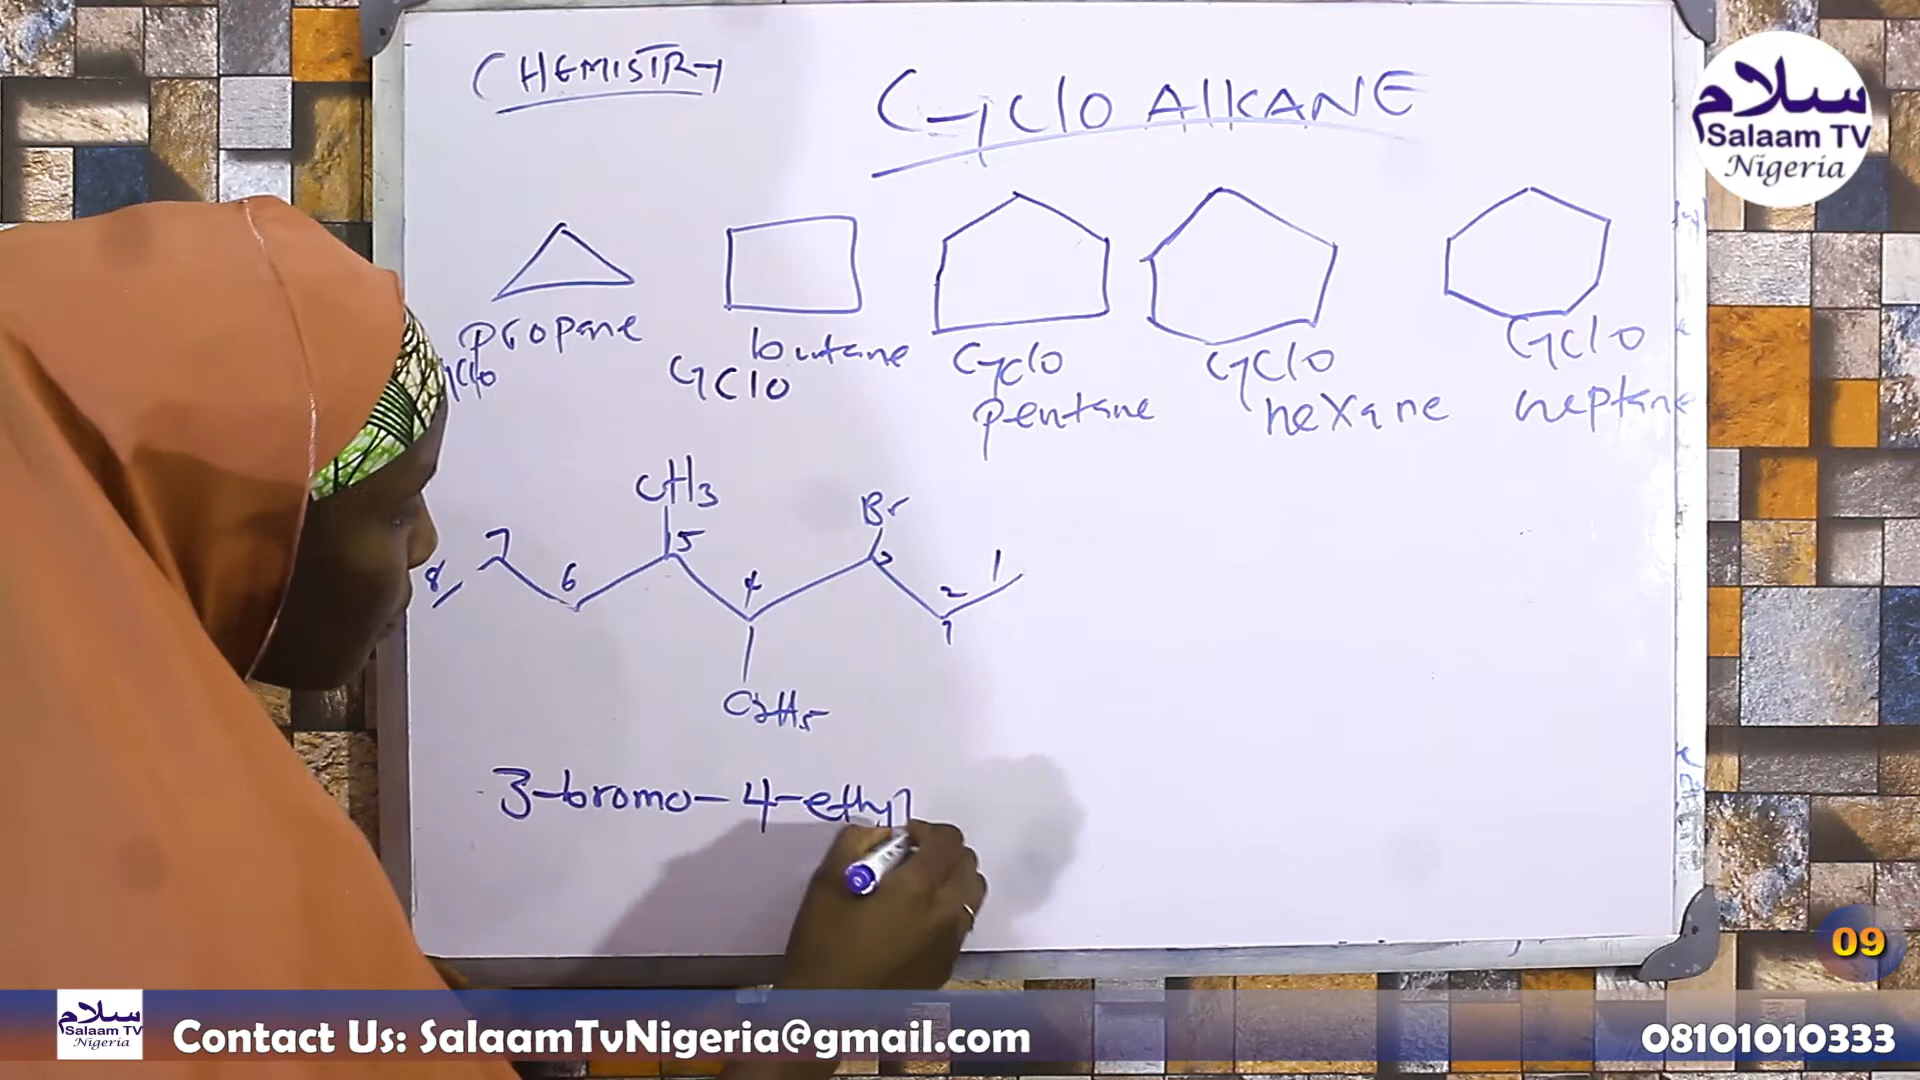 CHEMISTRY
CYclO AlKANE
سلام
Salaam TV
Nigeria
propane
butane
Cyclo
CYClO
Cyclo
Cyclo
pentane
hexane
heptane
CH3
Br
7
5
8
6
4
3
2
1
C2H5
3-bromo-4-ethyl
09
سلام
Salaam TV
Nigeria
Contact Us: SalaamTvNigeria@gmail.com
08101010333